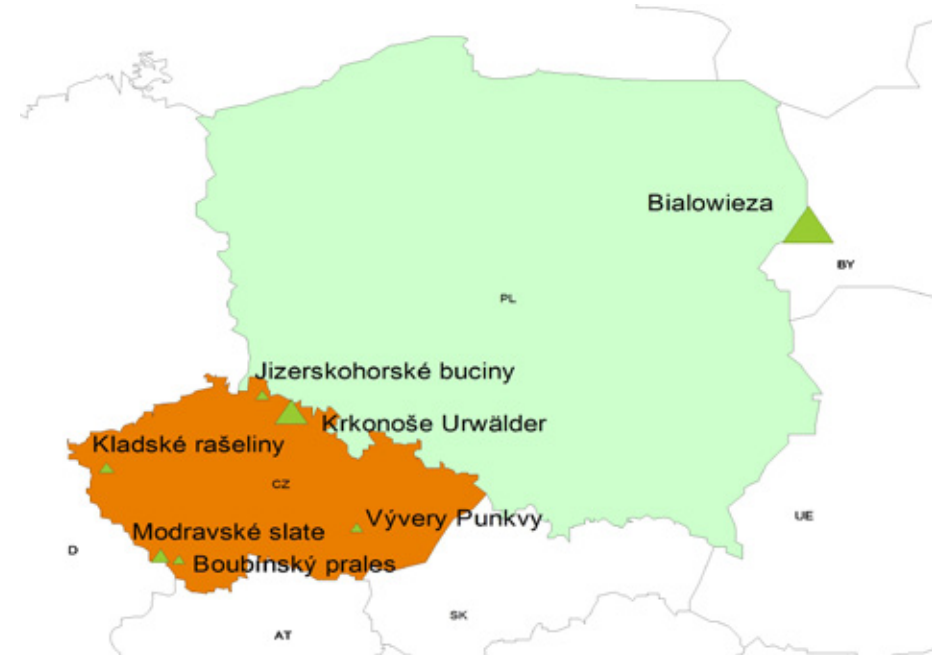 Bialowieza
BY
PL
Jizerskohorské buciny
Krkonoše Urwälder
Kladské rašeliny
CZ
Vývery Punkvy
UE
Modravské slate
D
Boubínský prales
SK
AT